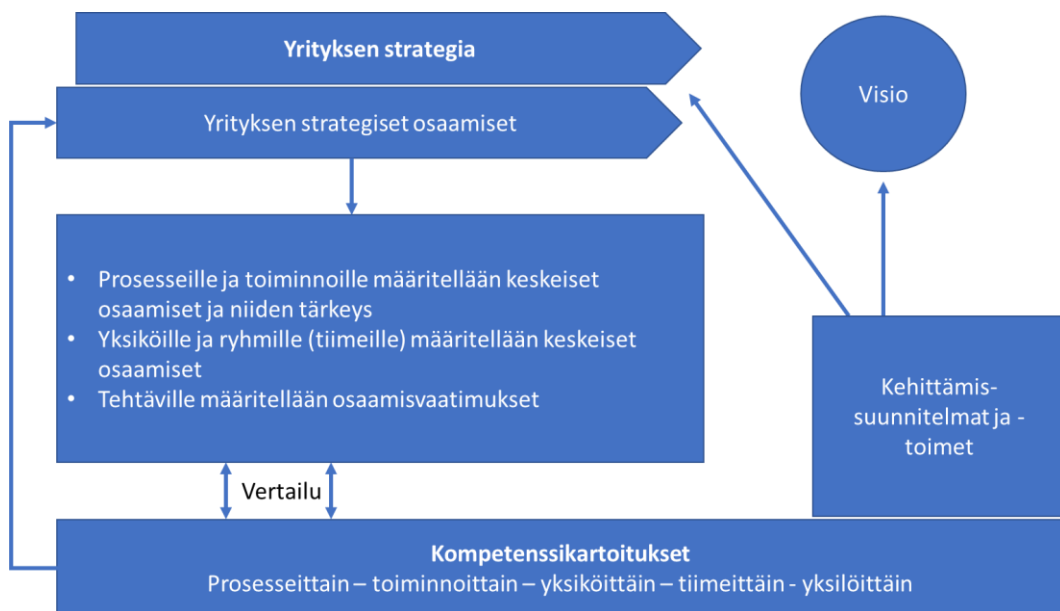 Yrityksen strategia
Visio
Yrityksen strategiset osaamiset
• Prosesseille ja toiminnoille määritellään keskeiset
osaamiset ja niiden tärkeys
• Yksiköille ja ryhmille (tiimeille) määritellään keskeiset
osaamiset
• Tehtäville määritellään osaamisvaatimukset
Kehittämis-
suunnitelmat ja -
toimet
Vertailu
Kompetenssikartoitukset
Prosesseittain – toiminnoittain – yksiköittäin – tiimeittäin - yksilöittäin